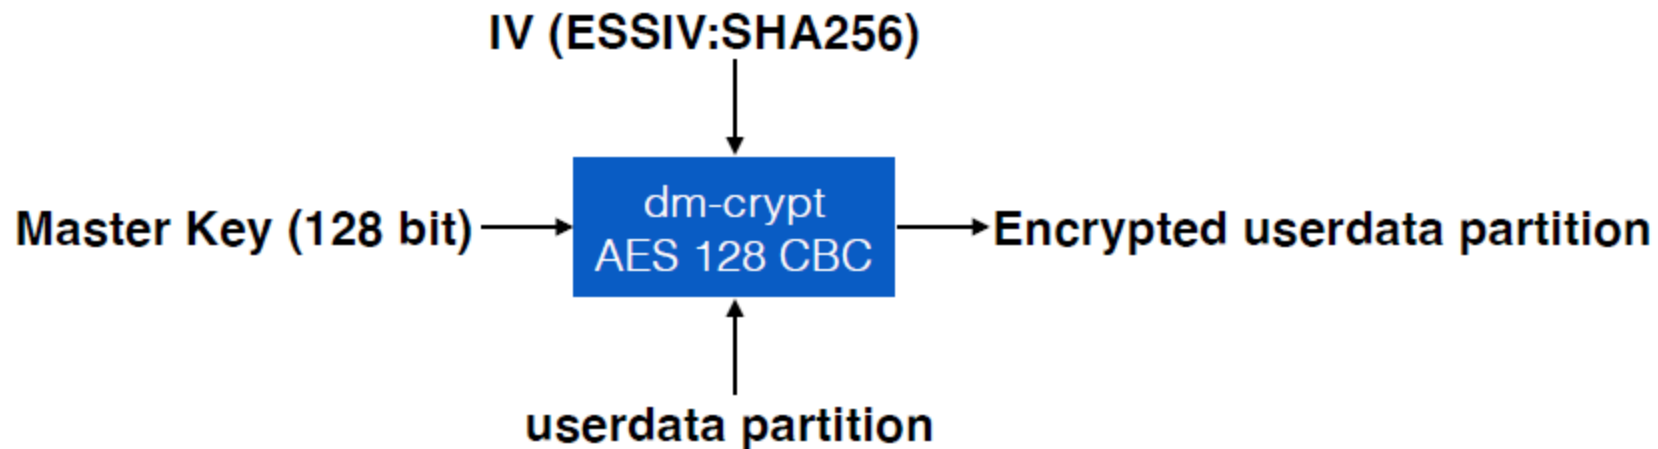 IV (ESSIV:SHA256)
Master Key (128 bit)
dm-crypt
AES 128 CBC
Encrypted userdata partition
userdata partition